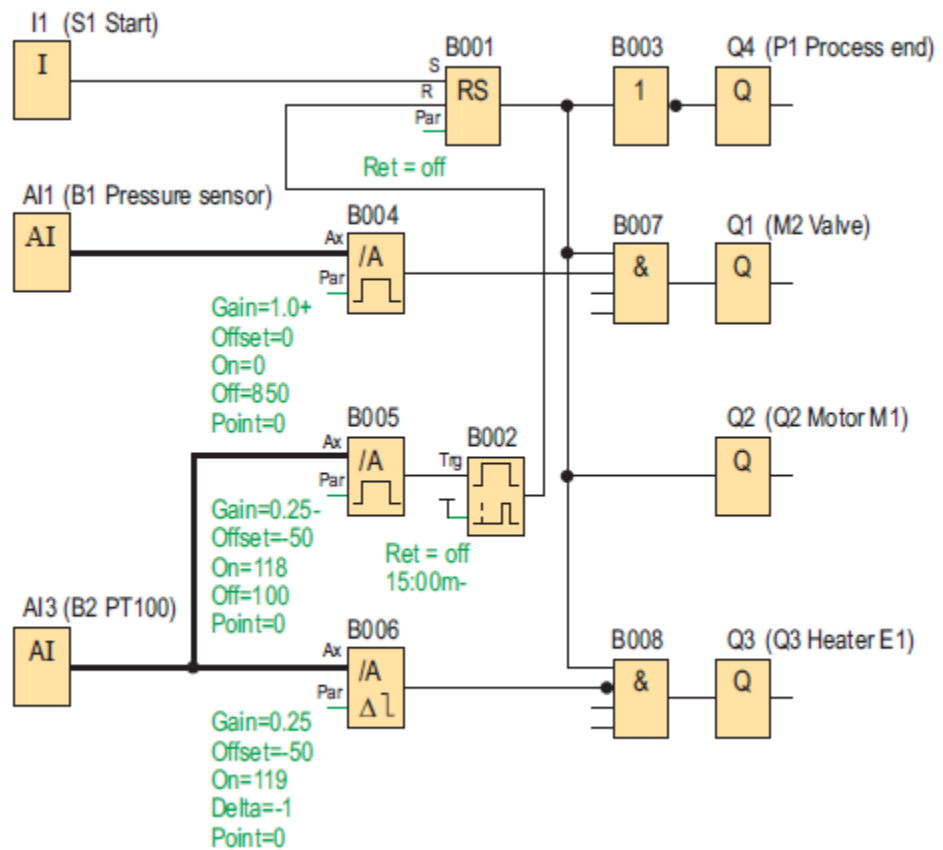 I1 (S1 Start)
I
B001
S
R
Par
RS
Ret = off
B003
1
Q4 (P1 Process end)
Q
AI1 (B1 Pressure sensor)
AI
B004
Ax
Par
/A
Gain=1.0+
Offset=0
On=0
Off=850
Point=0
B007
&
Q1 (M2 Valve)
Q
B005
Ax
Par
/A
Gain=0.25-
Offset=-50
On=118
Off=100
Point=0
B002
Trg
T
Ret = off
15:00m-
Q2 (Q2 Motor M1)
Q
AI3 (B2 PT100)
AI
B006
Ax
Par
/A
Δ
Gain=0.25
Offset=-50
On=119
Delta=-1
Point=0
B008
&
Q3 (Q3 Heater E1)
Q